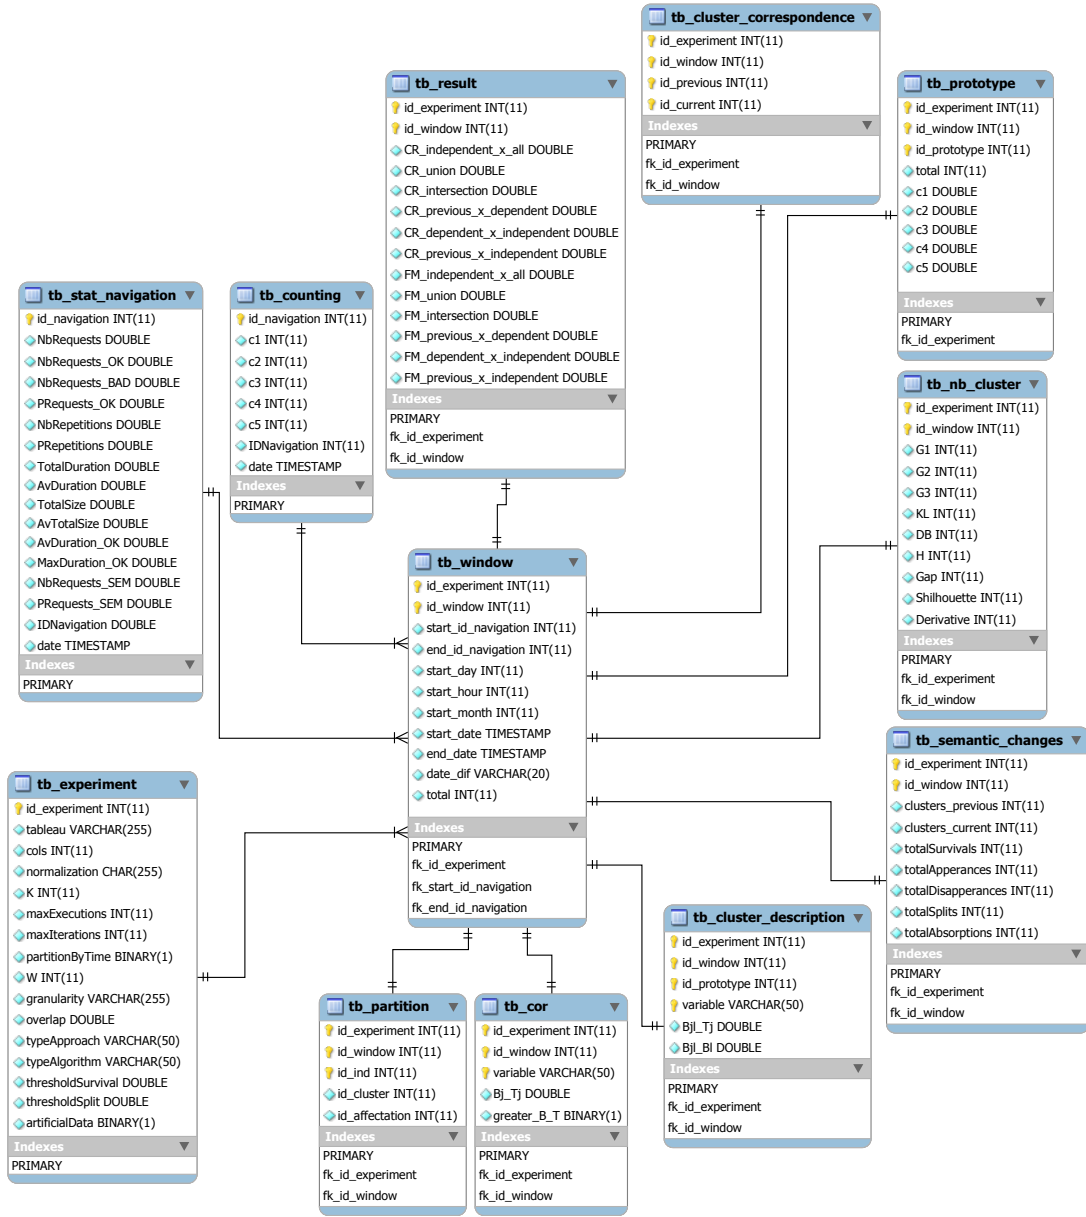 tb_cluster_correspondence
id_experiment INT(11)
id_window INT(11)
id_previous INT(11)
id_current INT(11)
Indexes
PRIMARY
fk_id_experiment
fk_id_window
tb_result
id_experiment INT(11)
id_window INT(11)
CR_independent_x_all DOUBLE
CR_union DOUBLE
CR_intersection DOUBLE
CR_previous_x_dependent DOUBLE
CR_dependent_x_independent DOUBLE
CR_previous_x_independent DOUBLE
FM_independent_x_all DOUBLE
FM_union DOUBLE
FM_intersection DOUBLE
FM_previous_x_dependent DOUBLE
FM_dependent_x_independent DOUBLE
FM_previous_x_independent DOUBLE
Indexes
PRIMARY
fk_id_experiment
fk_id_window
tb_prototype
id_experiment INT(11)
id_window INT(11)
id_prototype INT(11)
total INT(11)
c1 DOUBLE
c2 DOUBLE
c3 DOUBLE
c4 DOUBLE
c5 DOUBLE
Indexes
PRIMARY
fk_id_experiment
tb_stat_navigation
id_navigation INT(11)
NbRequests DOUBLE
NbRequests_OK DOUBLE
NbRequests_BAD DOUBLE
PRequests_OK DOUBLE
NbRepetitions DOUBLE
PRepetitions DOUBLE
TotalDuration DOUBLE
AvDuration DOUBLE
TotalSize DOUBLE
AvTotalSize DOUBLE
AvDuration_OK DOUBLE
MaxDuration_OK DOUBLE
NbRequests_SEM DOUBLE
PRequests_SEM DOUBLE
IDNavigation DOUBLE
date TIMESTAMP
Indexes
PRIMARY
tb_counting
id_navigation INT(11)
c1 INT(11)
c2 INT(11)
c3 INT(11)
c4 INT(11)
c5 INT(11)
IDNavigation INT(11)
date TIMESTAMP
Indexes
PRIMARY
tb_nb_cluster
id_experiment INT(11)
id_window INT(11)
G1 INT(11)
G2 INT(11)
G3 INT(11)
KL INT(11)
DB INT(11)
H INT(11)
Gap INT(11)
Shilhouette INT(11)
Derivative INT(11)
Indexes
PRIMARY
fk_id_experiment
fk_id_window
tb_window
id_experiment INT(11)
id_window INT(11)
start_id_navigation INT(11)
end_id_navigation INT(11)
start_day INT(11)
start_hour INT(11)
start_month INT(11)
start_date TIMESTAMP
end_date TIMESTAMP
date_dif VARCHAR(20)
total INT(11)
Indexes
PRIMARY
fk_id_experiment
fk_start_id_navigation
fk_end_id_navigation
tb_semantic_changes
id_experiment INT(11)
id_window INT(11)
clusters_previous INT(11)
clusters_current INT(11)
totalSurvivals INT(11)
totalApperances INT(11)
totalDisapperances INT(11)
totalSplits INT(11)
totalAbsorptions INT(11)
Indexes
PRIMARY
fk_id_experiment
fk_id_window
tb_experiment
id_experiment INT(11)
tableau VARCHAR(255)
cols INT(11)
normalization CHAR(255)
K INT(11)
maxExecutions INT(11)
maxIterations INT(11)
partitionByTime BINARY(1)
W INT(11)
granularity VARCHAR(255)
overlap DOUBLE
typeApproach VARCHAR(50)
typeAlgorithm VARCHAR(50)
thresholdSurvival DOUBLE
thresholdSplit DOUBLE
artificialData BINARY(1)
Indexes
PRIMARY
tb_cluster_description
id_experiment INT(11)
id_window INT(11)
id_prototype INT(11)
variable VARCHAR(50)
Bjl_Tj DOUBLE
Bjl_Bl DOUBLE
Indexes
PRIMARY
fk_id_experiment
fk_id_window
tb_partition
id_experiment INT(11)
id_window INT(11)
id_ind INT(11)
id_cluster INT(11)
id_affectation INT(11)
Indexes
PRIMARY
fk_id_experiment
fk_id_window
tb_cor
id_experiment INT(11)
id_window INT(11)
variable VARCHAR(50)
Bj_Tj DOUBLE
greater_B_T BINARY(1)
Indexes
PRIMARY
fk_id_experiment
fk_id_window